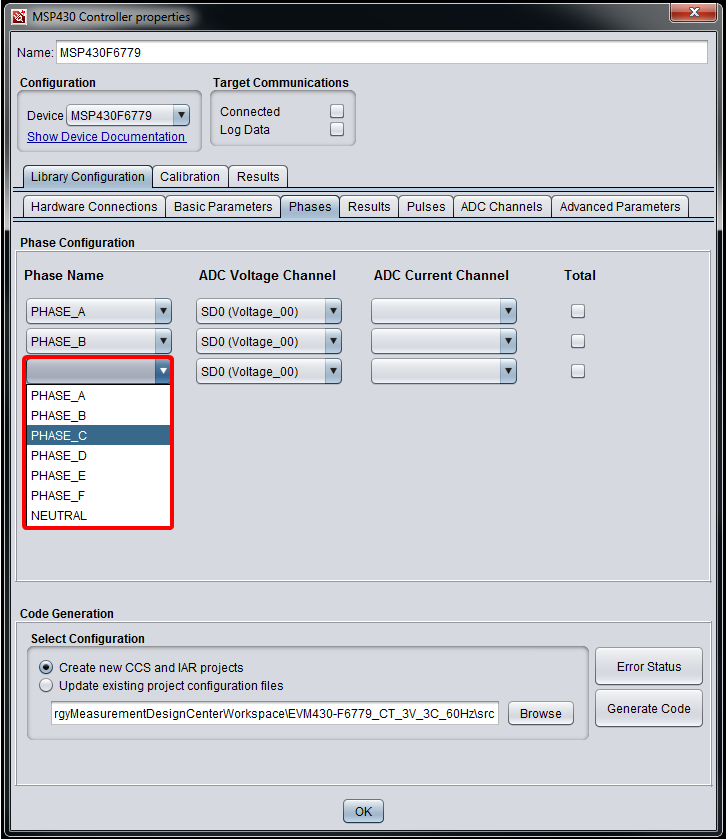 MSP430 Controller properties
Name: MSP430F6779
Configuration
Target Communications
Device MSP430F6779
Show Device Documentation
Connected
Log Data
Library Configuration Calibration Results
Hardware Connections Basic Parameters Phases Results Pulses ADC Channels Advanced Parameters
Phase Configuration
Phase Name ADC Voltage Channel ADC Current Channel Total
PHASE_A SD0 (Voltage_00)
PHASE_B SD0 (Voltage_00)
SD0 (Voltage_00)
PHASE_A
PHASE_B
PHASE_C
PHASE_D
PHASE_E
PHASE_F
NEUTRAL
Code Generation
Select Configuration
Create new CCS and IAR projects
Update existing project configuration files
rgyMeasurementDesignCenterWorkspace\EVM430-F6779_CT_3V_3C_60Hz\src Browse
Error Status
Generate Code
OK